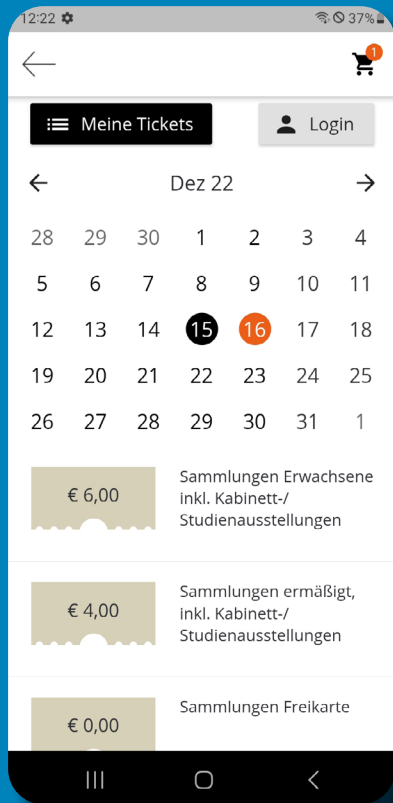 12:22 37%
1
Meine Tickets Login
Dez 22
28 29 30 1 2 3 4
5 6 7 8 9 10 11
12 13 14 15 16 17 18
19 20 21 22 23 24 25
26 27 28 29 30 31 1
€ 6,00
Sammlungen Erwachsene
inkl. Kabinett-/
Studienausstellungen
€ 4,00
Sammlungen ermäßigt,
inkl. Kabinett-/
Studienausstellungen
€ 0,00
Sammlungen Freikarte